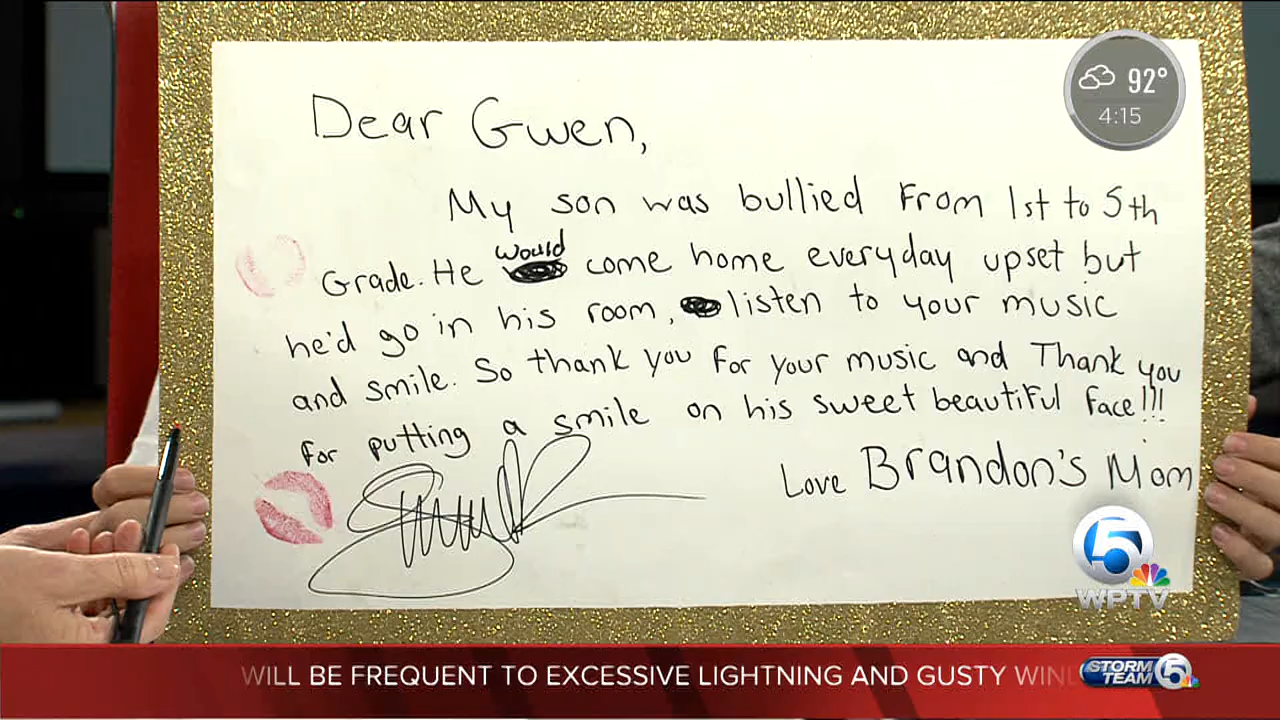 92°
4:15
Dear Gwen,
My son was bullied from 1st to 5th
Grade. He would come home everyday upset but
he'd go in his room, listen to your music
and smile. So thank you for your music and Thank you
for putting a smile on his sweet beautiful face!!!
Love Brandon's Mom
5
WPTV
WILL BE FREQUENT TO EXCESSIVE LIGHTNING AND GUSTY
STORM
TEAM 5